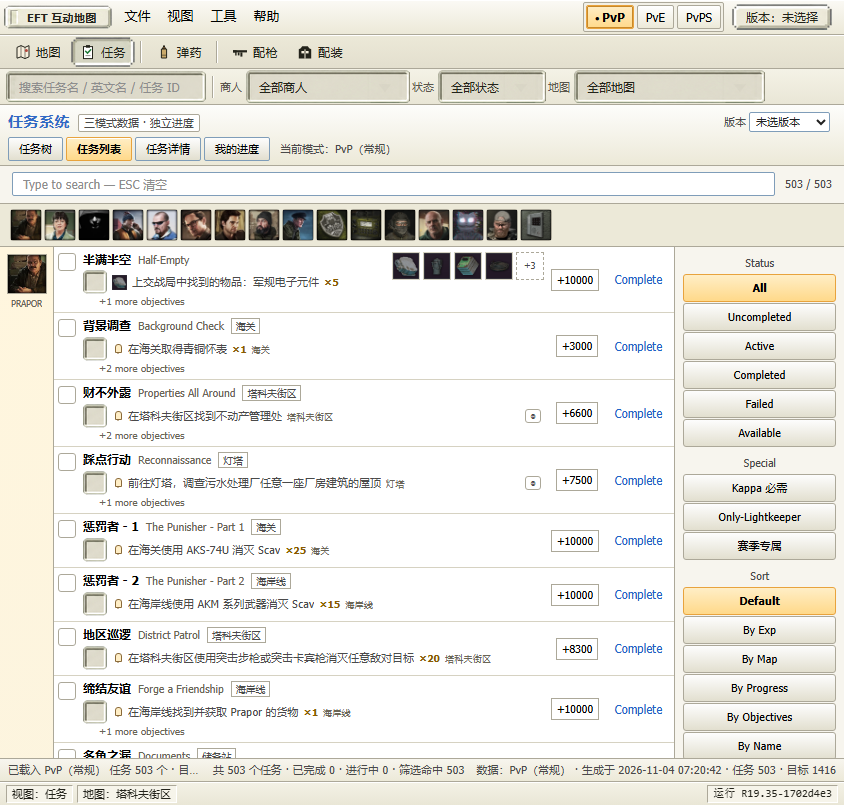 EFT 互动地图 文件 视图 工具 帮助 • PvP PvE PvPS 版本：未选择
地图 任务 弹药 配枪 配装
搜索任务名 / 英文名 / 任务 ID 商人 全部商人 状态 全部状态 地图 全部地图
任务系统 三模式数据 · 独立进度 版本 未选版本
任务树 任务列表 任务详情 我的进度 当前模式：PvP（常规）
Type to search — ESC 清空 503 / 503
PRAPOR
半满半空 Half-Empty +3 +10000 Complete
上交战局中找到的物品：军规电子元件 ×5
+1 more objectives
背景调查 Background Check 海关 +3000 Complete
在海关取得青铜怀表 ×1 海关
+2 more objectives
财不外露 Properties All Around 塔科夫街区 +6600 Complete
在塔科夫街区找到不动产管理处 塔科夫街区
+2 more objectives
踩点行动 Reconnaissance 灯塔 +7500 Complete
前往灯塔，调查污水处理厂任意一座厂房建筑的屋顶 灯塔
+1 more objectives
惩罚者 - 1 The Punisher - Part 1 海关 +10000 Complete
在海关使用 AKS-74U 消灭 Scav ×25 海关
惩罚者 - 2 The Punisher - Part 2 海岸线 +10000 Complete
在海岸线使用 AKM 系列武器消灭 Scav ×15 海岸线
地区巡逻 District Patrol 塔科夫街区 +8300 Complete
在塔科夫街区使用突击步枪或突击卡宾枪消灭任意敌对目标 ×20 塔科夫街区
缔结友谊 Forge a Friendship 海岸线 +10000 Complete
在海岸线找到并获取 Prapor 的货物 ×1 海岸线
+1 more objectives
多鱼之漏 Documents 储备站
Status
All
Uncompleted
Active
Completed
Failed
Available
Special
Kappa 必需
Only-Lightkeeper
赛季专属
Sort
Default
By Exp
By Map
By Progress
By Objectives
By Name
已载入 PvP（常规） 任务 503 个 · 目… 共 503 个任务 · 已完成 0 · 进行中 0 · 筛选命中 503 数据：PvP（常规） · 生成于 2026-11-04 07:20:42 · 任务 503 · 目标 1416
视图：任务 地图：塔科夫街区 运行 R19.35-1702d4e3